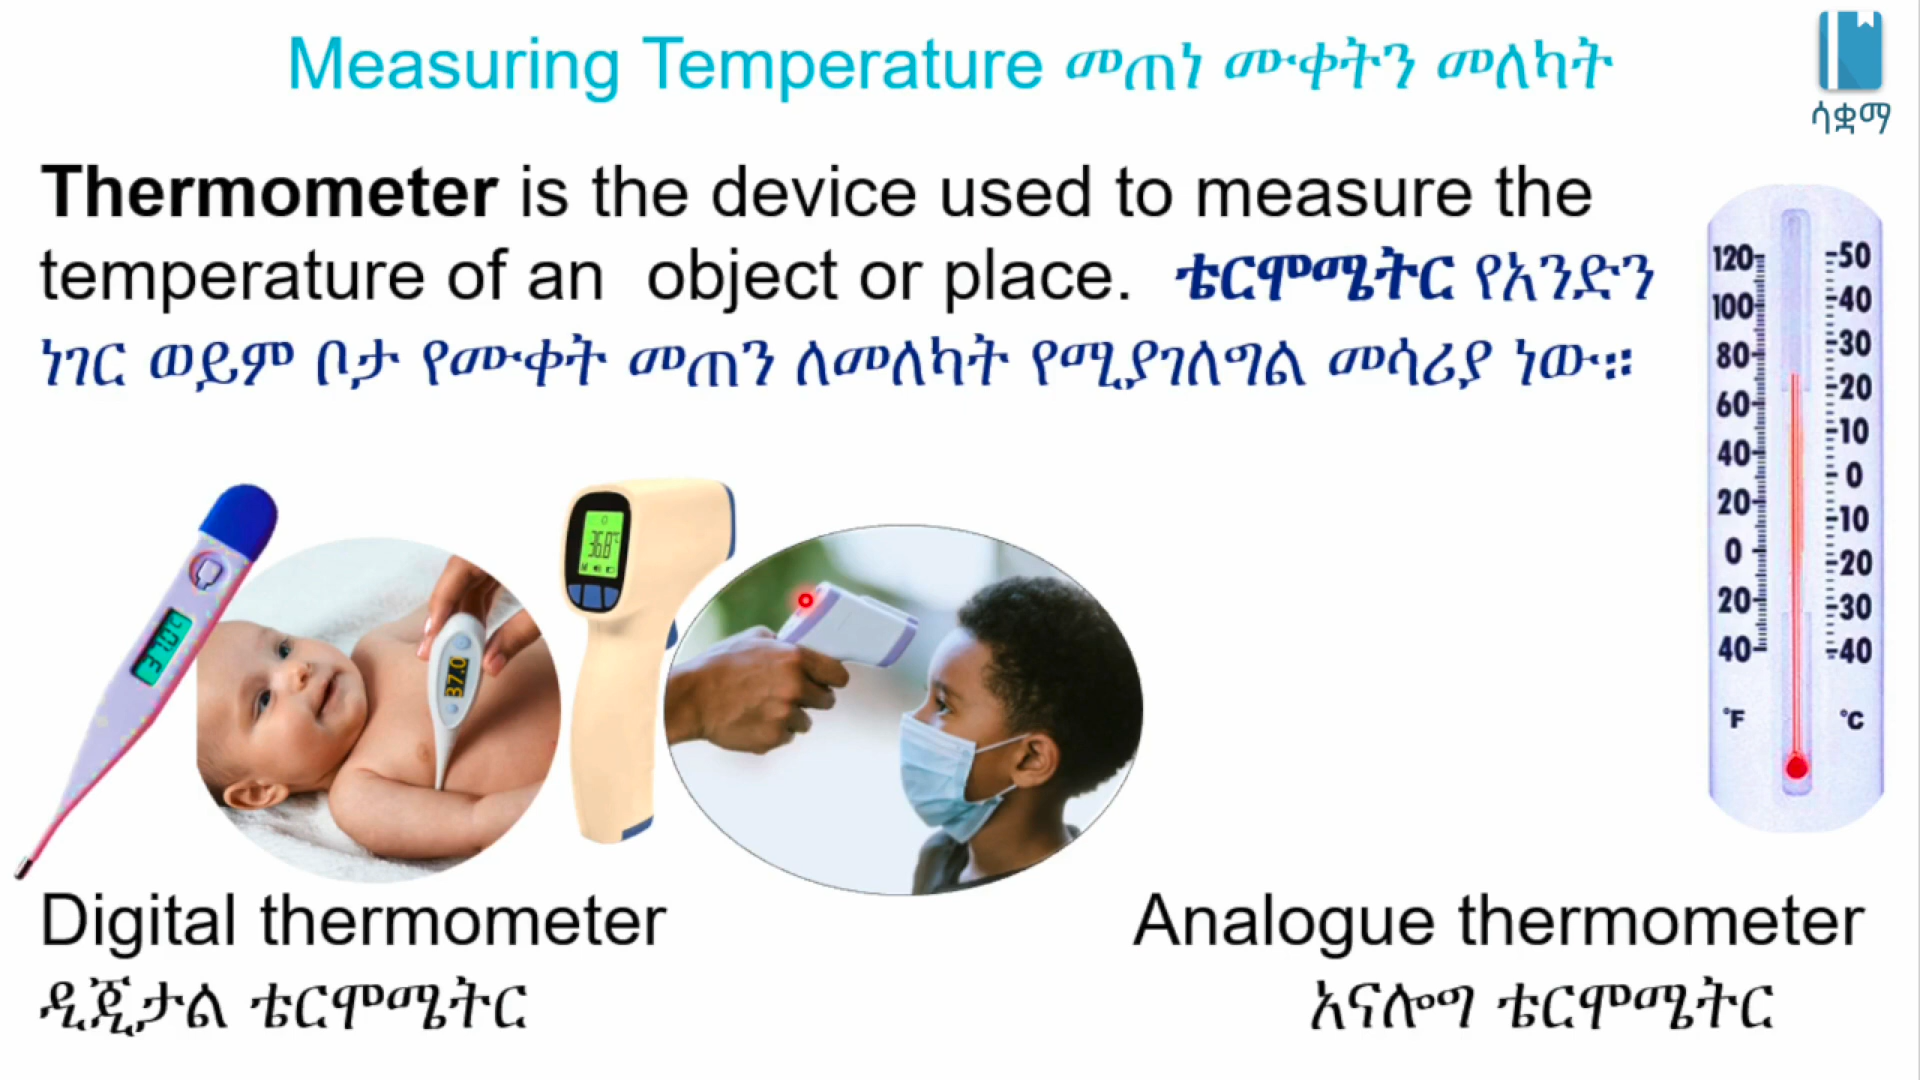 Measuring Temperature መጠነ ሙቀትን መለካት
ሳቋማ
Thermometer is the device used to measure the
temperature of an object or place. ቴርሞሜትር የአንድን
ነገር ወይም ቦታ የሙቀት መጠን ለመለካት የሚያገለግል መሳሪያ ነው።
120 50
100 40
80 30
60 20
40 10
20 0
0 10
20 20
40 30
40
°F °C
37.0°C
37.0
36.8°C
Digital thermometer
ዲጂታል ቴርሞሜትር
Analogue thermometer
አናሎግ ቴርሞሜትር